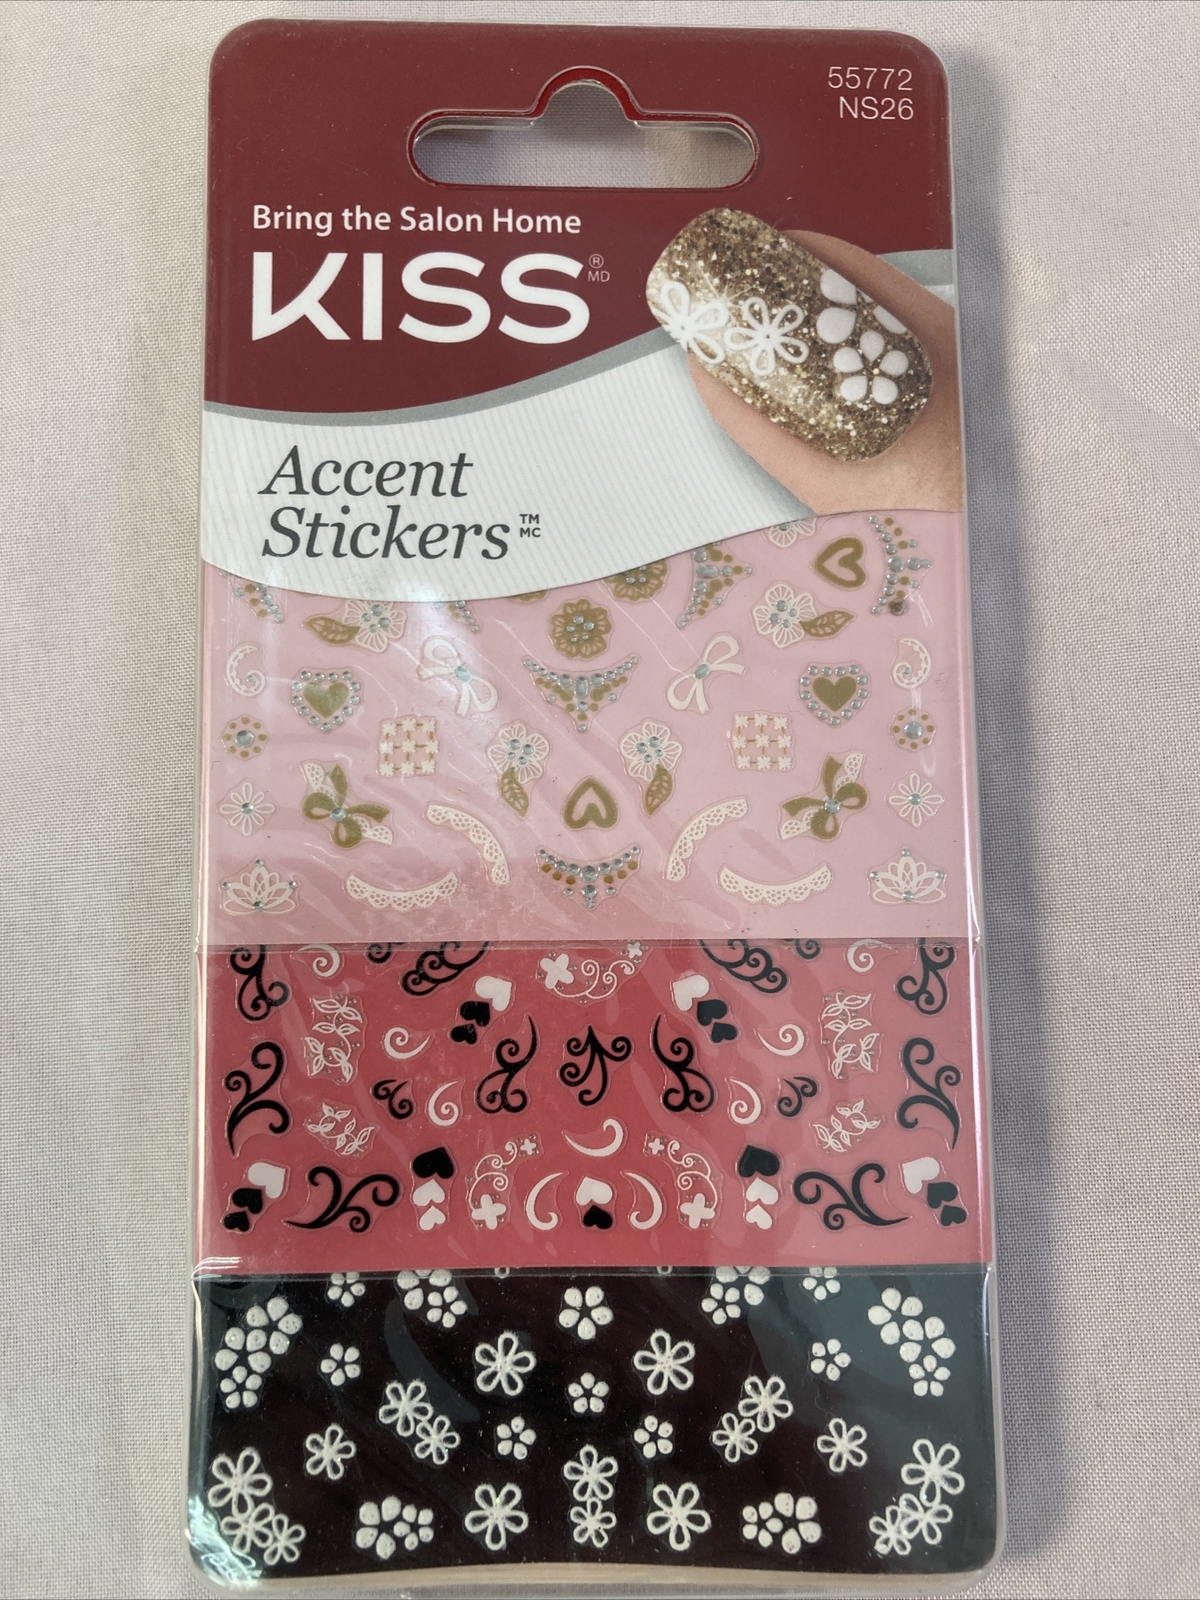 55772
NS26
Bring the Salon Home
KISS®
MD
Accent
Stickers™
MC